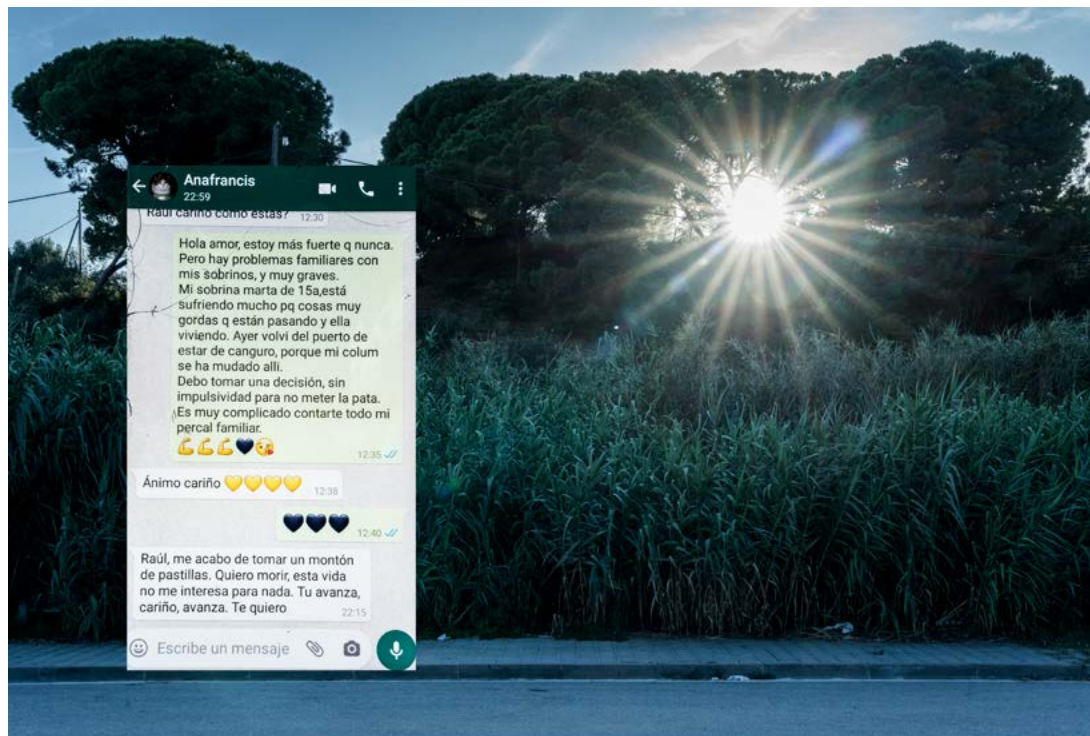 Anafrancis
22:59
Raúl cariño como estás? 12:30
Hola amor, estoy más fuerte q nunca.
Pero hay problemas familiares con
mis sobrinos, y muy graves.
Mi sobrina marta de 15a,está
sufriendo mucho pq cosas muy
gordas q están pasando y ella
viviendo. Ayer volvi del puerto de
estar de canguro, porque mi colum
se ha mudado alli.
Debo tomar una decisión, sin
impulsividad para no meter la pata.
Es muy complicado contarte todo mi
percal familiar.
💪💪💪🖤😘 12:35
Ánimo cariño 💛💛💛💛 12:38
🖤🖤🖤 12:40
Raúl, me acabo de tomar un montón
de pastillas. Quiero morir, esta vida
no me interesa para nada. Tu avanza,
cariño, avanza. Te quiero 22:15
Escribe un mensaje